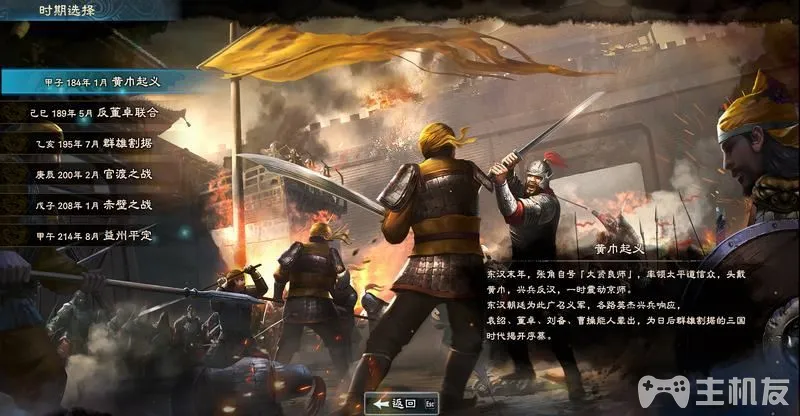 时期选择
甲子 184年 1月 黄巾起义
己巳 189年 5月 反董卓联合
乙亥 195年 7月 群雄割据
庚辰 200年 2月 官渡之战
戊子 208年 1月 赤壁之战
甲午 214年 8月 益州平定
黄巾起义
东汉末年，张角自号「大贤良师」，率领太平道信众，头戴
黄巾，兴兵反汉，一时震动京师。
东汉朝廷为此广召义军，各路英杰兴兵响应，
袁绍、董卓、刘备、曹操能人辈出，为日后群雄割据的三国
时代揭开序幕。
返回 Esc
主机友